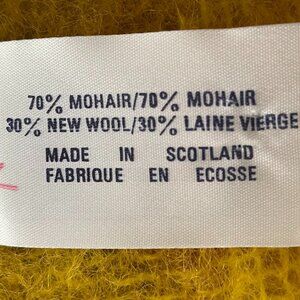 70% MOHAIR/70% MOHAIR
30% NEW WOOL/30% LAINE VIERGE
MADE IN SCOTLAND
FABRIQUE EN ECOSSE